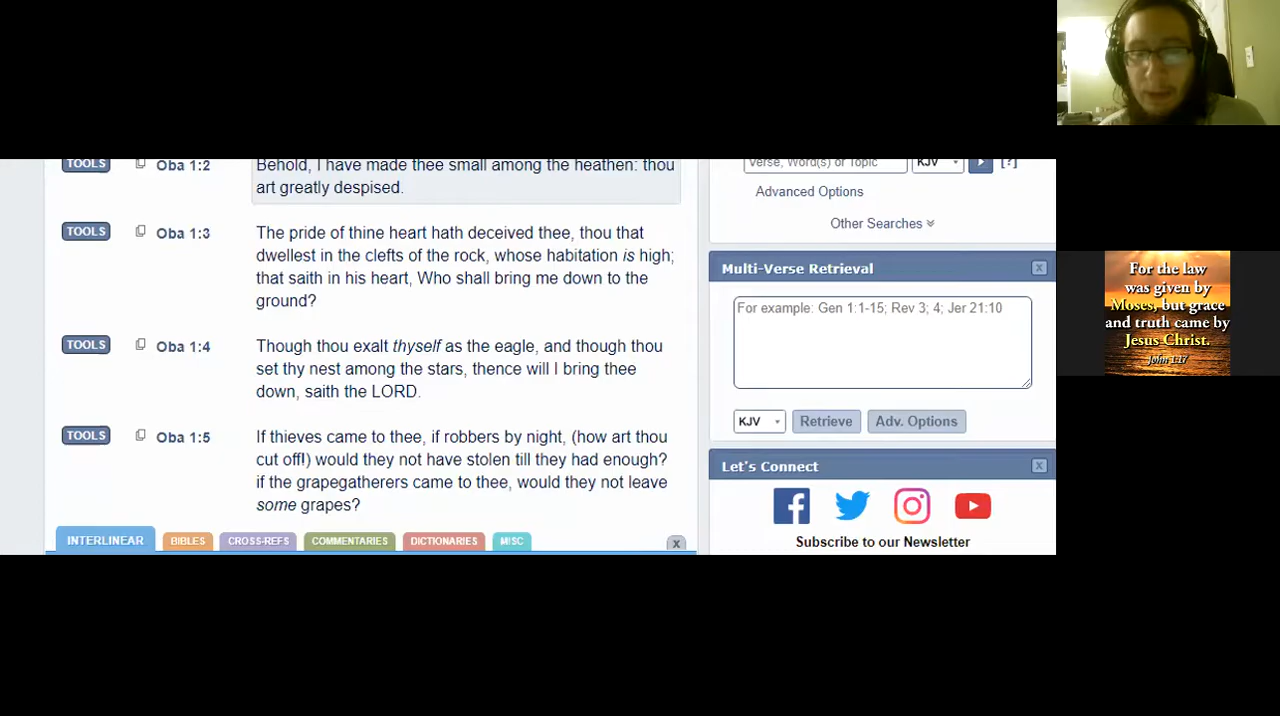 TOOLS Oba 1:2 Behold, I have made thee small among the heathen: thou
art greatly despised.
TOOLS Oba 1:3 The pride of thine heart hath deceived thee, thou that
dwellest in the clefts of the rock, whose habitation is high;
that saith in his heart, Who shall bring me down to the
ground?
TOOLS Oba 1:4 Though thou exalt thyself as the eagle, and though thou
set thy nest among the stars, thence will I bring thee
down, saith the LORD.
TOOLS Oba 1:5 If thieves came to thee, if robbers by night, (how art thou
cut off!) would they not have stolen till they had enough?
if the grapegatherers came to thee, would they not leave
some grapes?
INTERLINEAR BIBLES CROSS-REFS COMMENTARIES DICTIONARIES MISC X
Verse, Word(s) or Topic KJV [?]
Advanced Options
Other Searches
Multi-Verse Retrieval X
For example: Gen 1:1-15; Rev 3; 4; Jer 21:10
KJV Retrieve Adv. Options
Let's Connect X
Subscribe to our Newsletter
For the law
was given by
Moses, but grace
and truth came by
Jesus Christ.
John 1:17